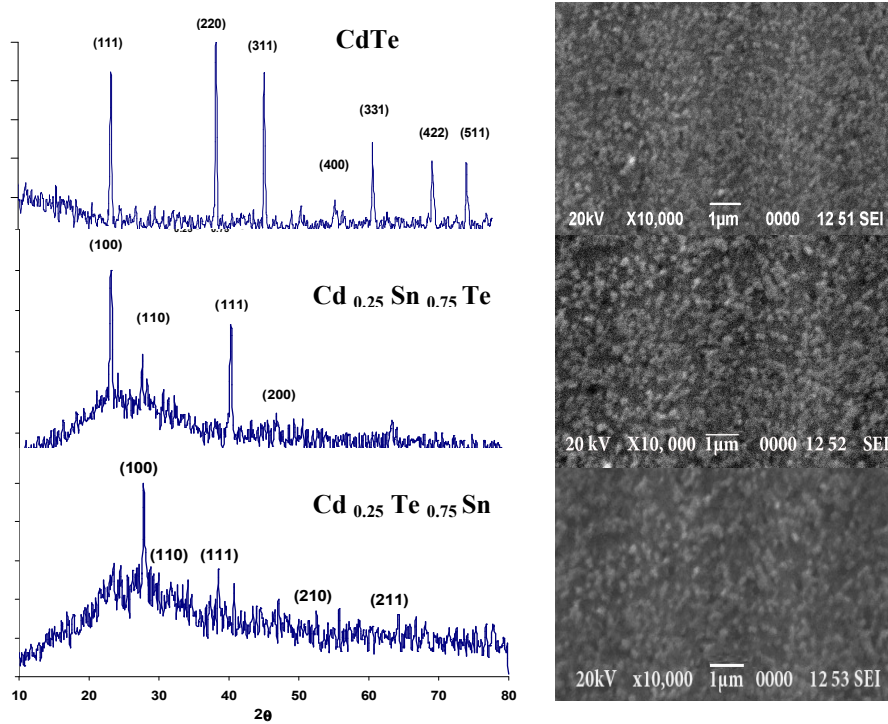 CdTe
(111)
(220)
(311)
(400)
(331)
(422)
(511)
20kV X10,000 1µm 0000 12 51 SEI
Cd 0.25 Sn 0.75 Te
(100)
(110)
(111)
(200)
20 kV X10, 000 1µm 0000 12 52 SEI
Cd 0.25 Te 0.75 Sn
(100)
(110)
(111)
(210)
(211)
10 20 30 40 50 60 70 80
2θ
20kV x10,000 1µm 0000 12 53 SEI